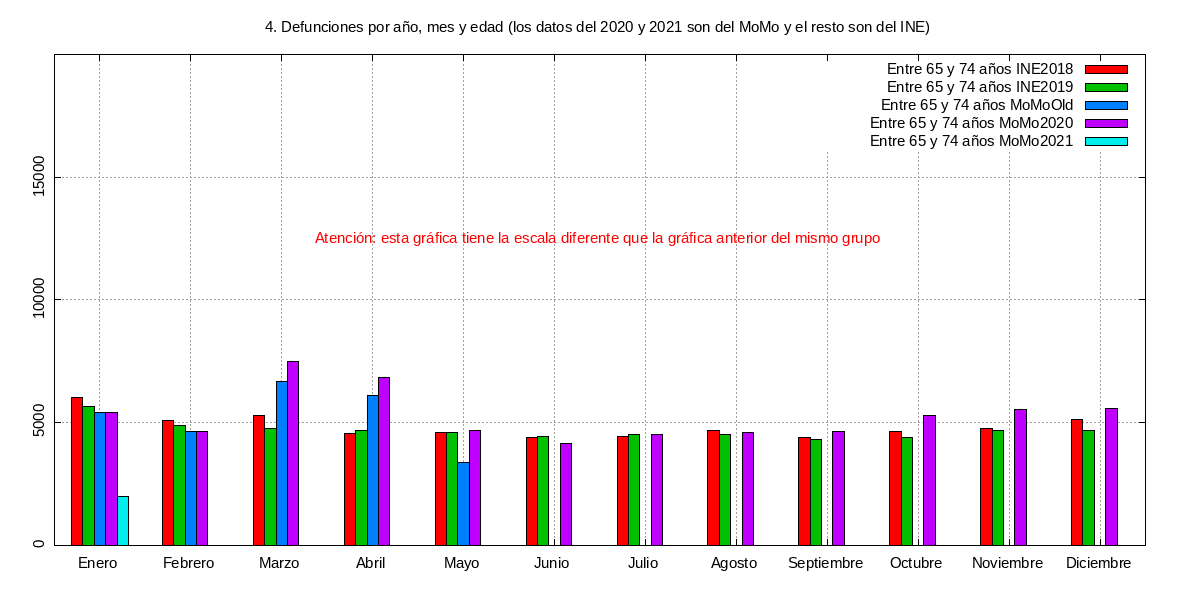 4. Defunciones por año, mes y edad (los datos del 2020 y 2021 son del MoMo y el resto son del INE)
Entre 65 y 74 años INE2018
Entre 65 y 74 años INE2019
Entre 65 y 74 años MoMoOld
Entre 65 y 74 años MoMo2020
Entre 65 y 74 años MoMo2021
15000
Atención: esta gráfica tiene la escala diferente que la gráfica anterior del mismo grupo
10000
5000
0
Enero Febrero Marzo Abril Mayo Junio Julio Agosto Septiembre Octubre Noviembre Diciembre